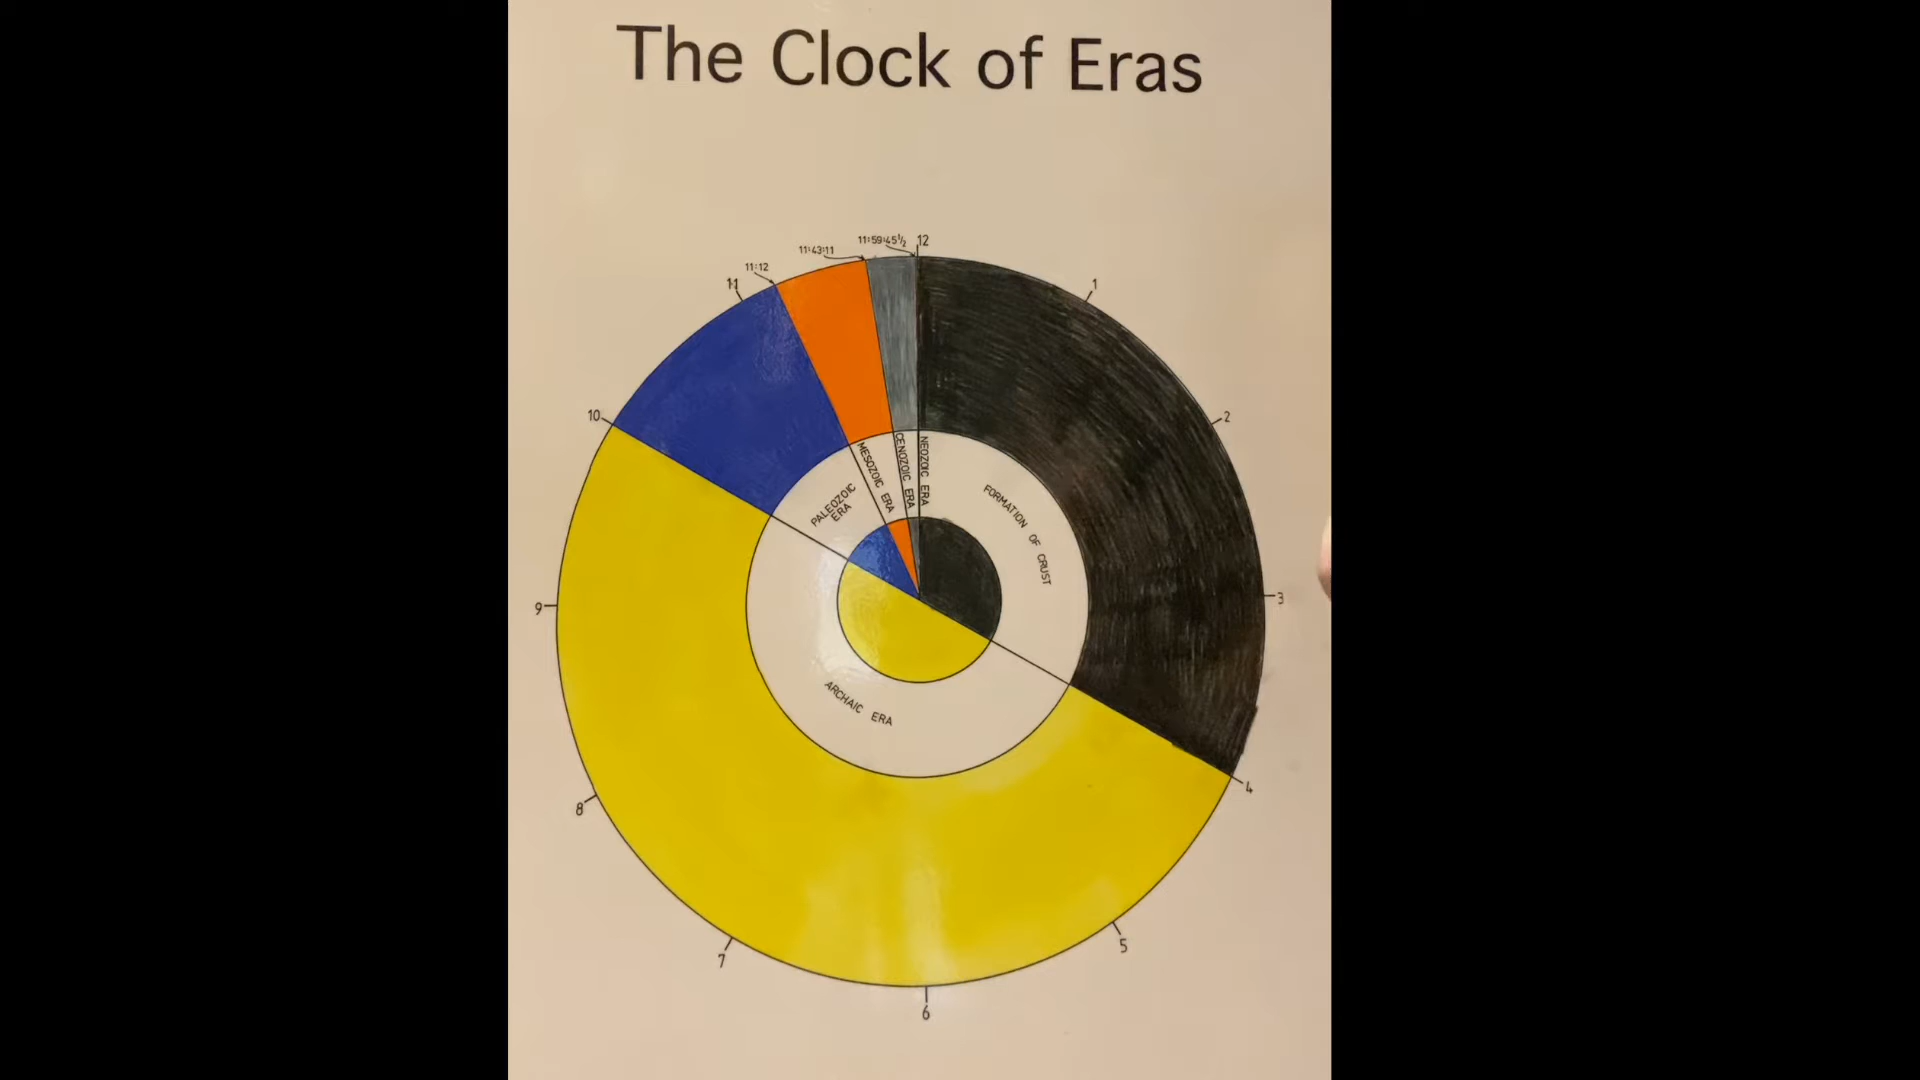 The Clock of Eras
11:59:45½
12
11:43:11
11:12
11
1
10
2
9
3
8
4
7
5
6
PALEOZOIC
ERA
MESOZOIC ERA
CENOZOIC ERA
NEOZOIC ERA
FORMATION OF CRUST
ARCHAIC ERA